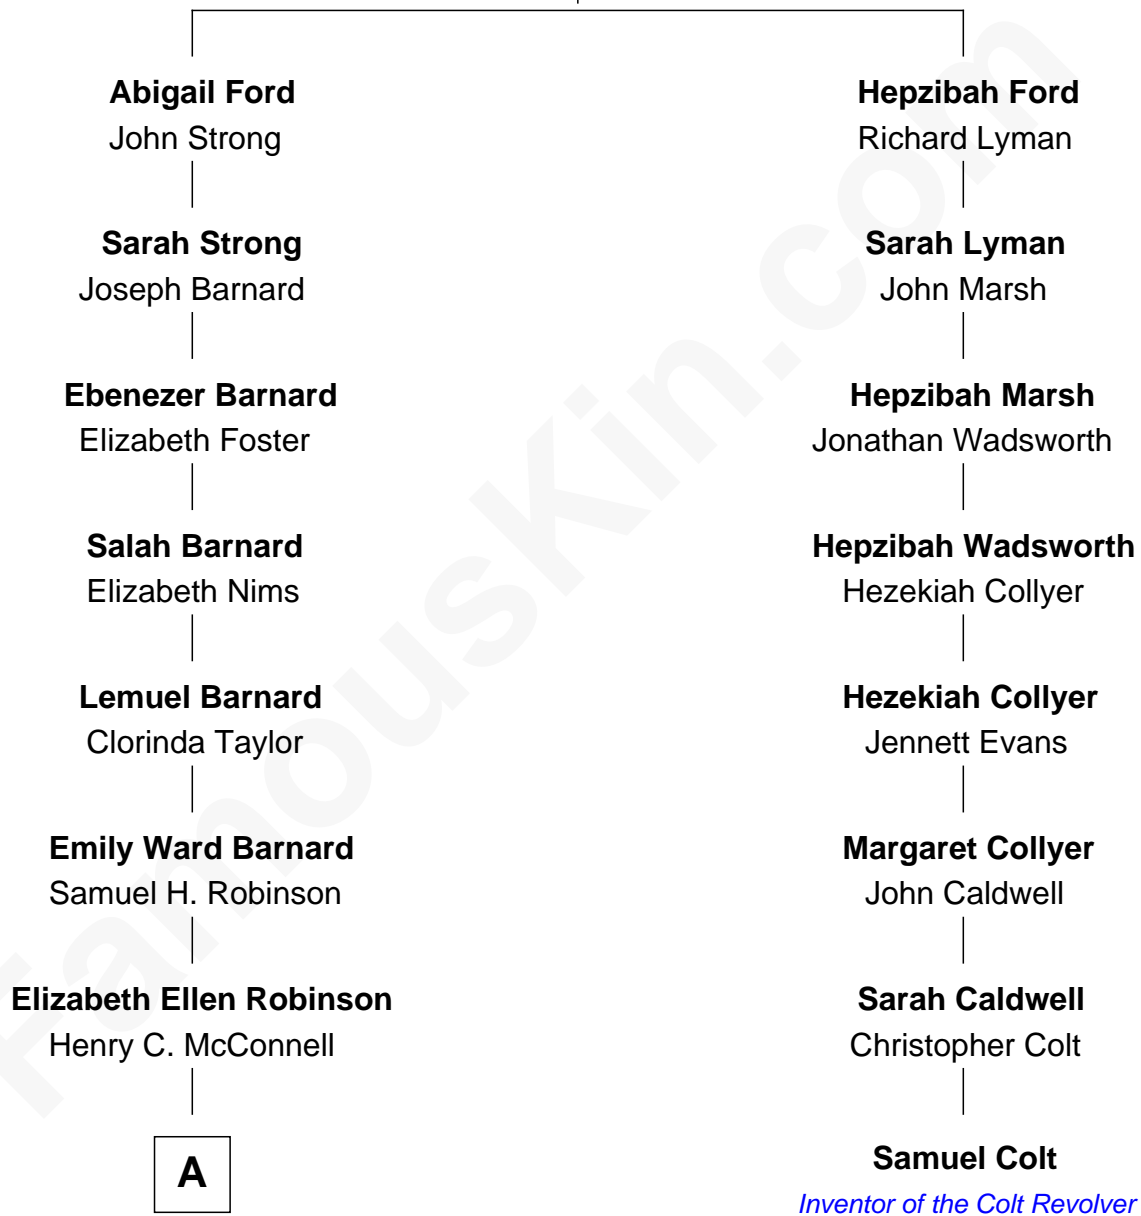 Abigail Ford
John Strong
Hepzibah Ford
Richard Lyman
Sarah Strong
Joseph Barnard
Sarah Lyman
John Marsh
Ebenezer Barnard
Elizabeth Foster
Hepzibah Marsh
Jonathan Wadsworth
Salah Barnard
Elizabeth Nims
Hepzibah Wadsworth
Hezekiah Collyer
Lemuel Barnard
Clorinda Taylor
Hezekiah Collyer
Jennett Evans
Emily Ward Barnard
Samuel H. Robinson
Margaret Collyer
John Caldwell
Elizabeth Ellen Robinson
Henry C. McConnell
Sarah Caldwell
Christopher Colt
A
Samuel Colt
Inventor of the Colt Revolver
FamousKin.com